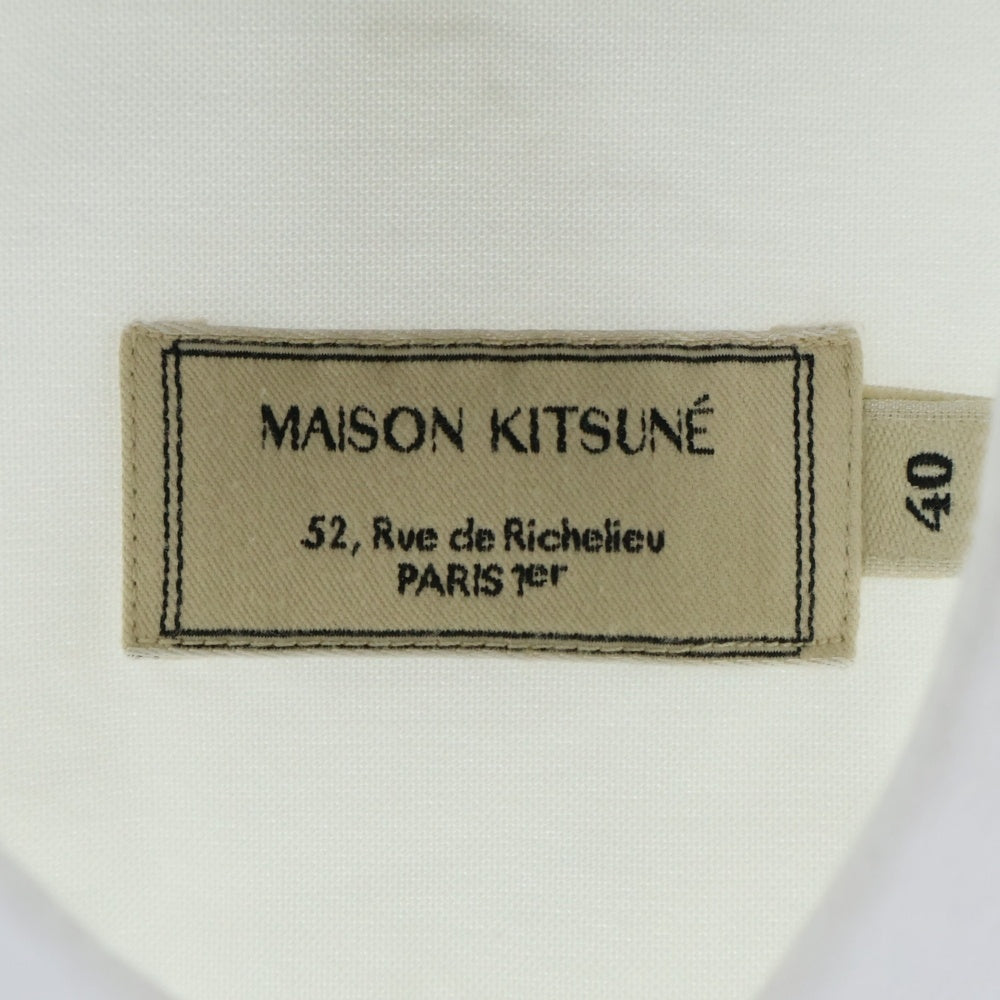 MAISON KITSUNÉ
52, Rue de Richelieu
PARIS 1er
40